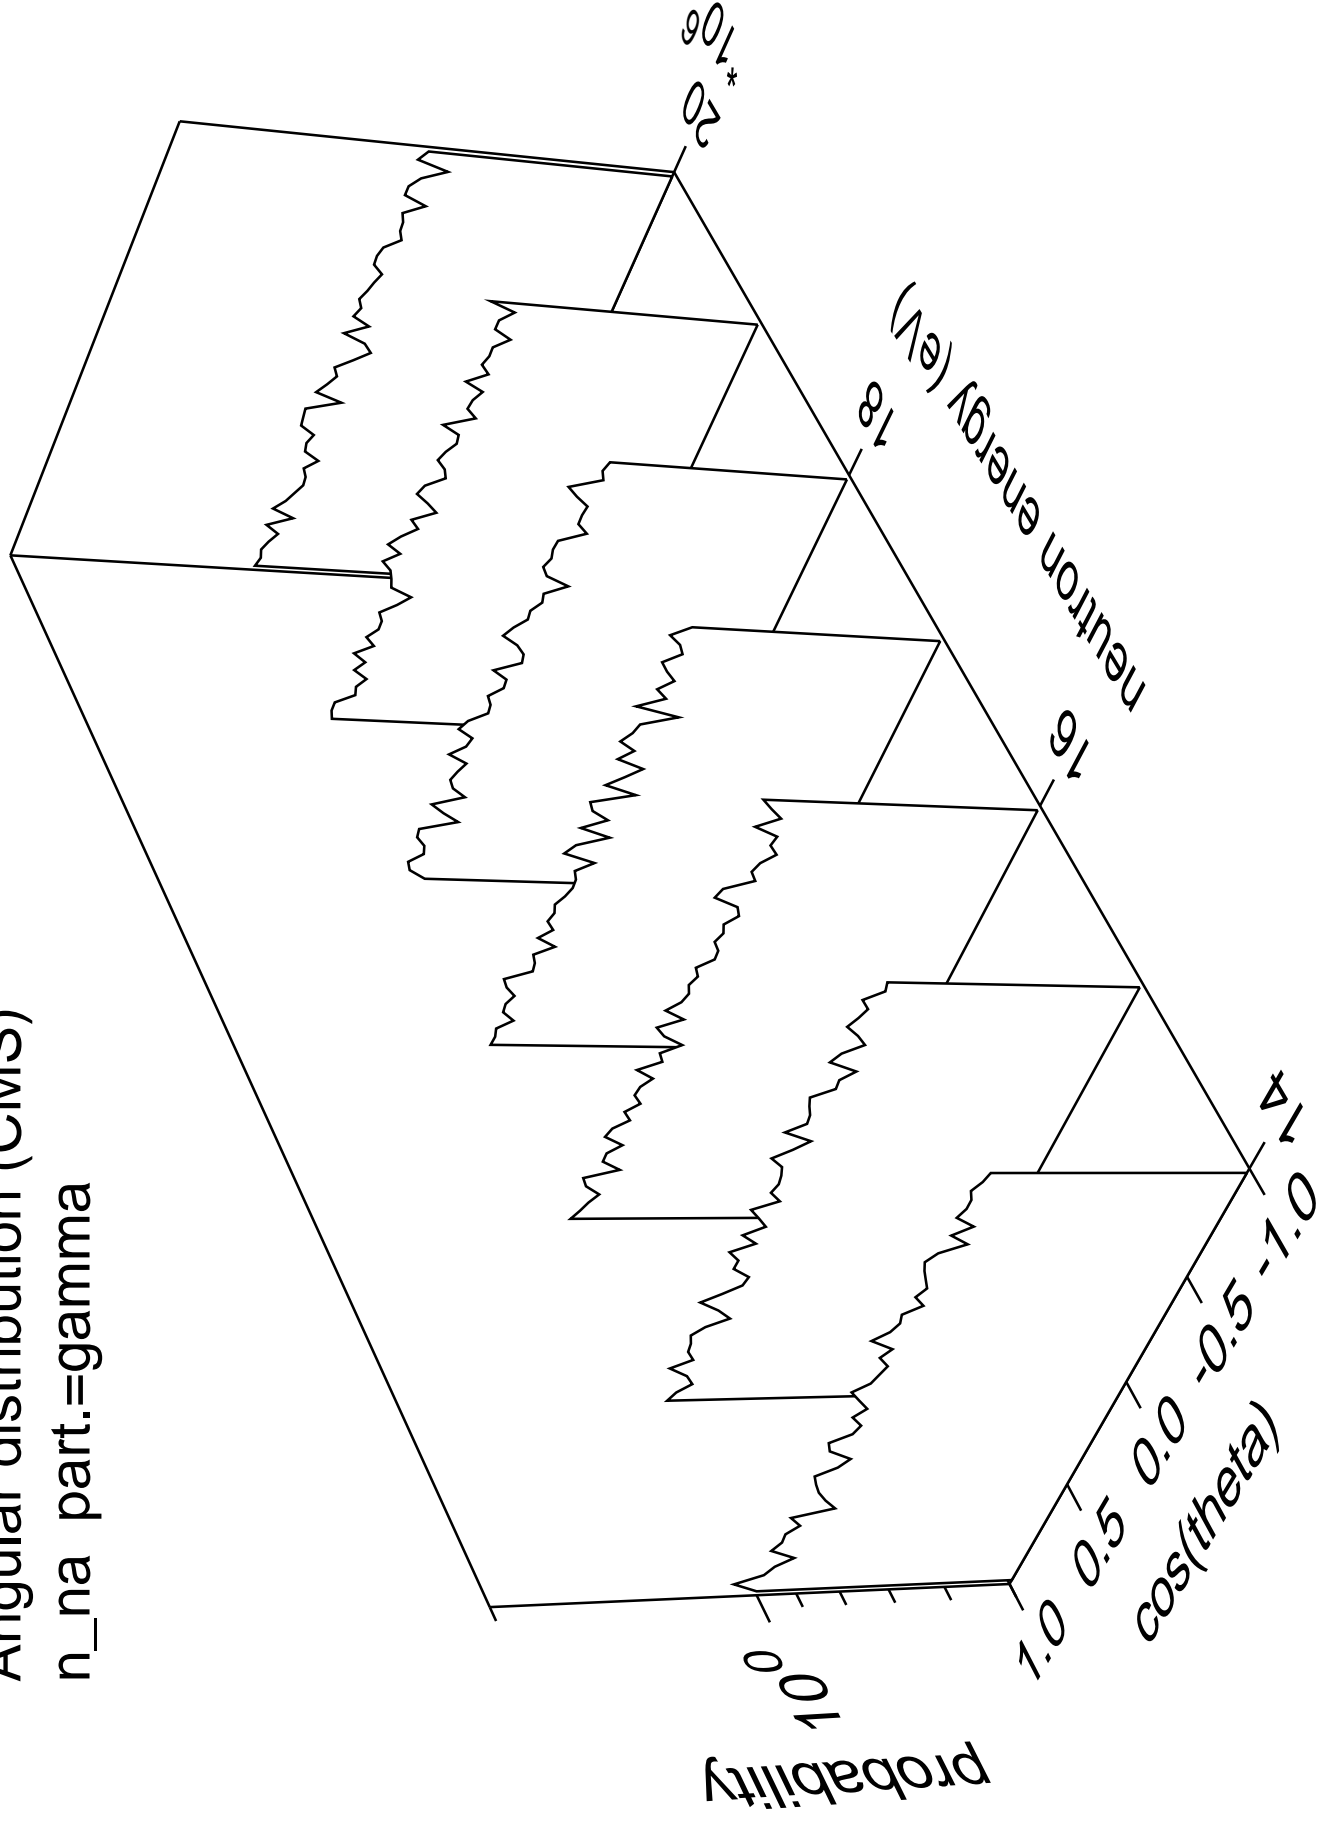 Angular distribution (CMS)
n_na part.=gamma
probability
10 0
1.0 0.5 0.0 -0.5 -1.0
cos(theta)
14 16 18 20
* 10 6
neutron energy (eV)